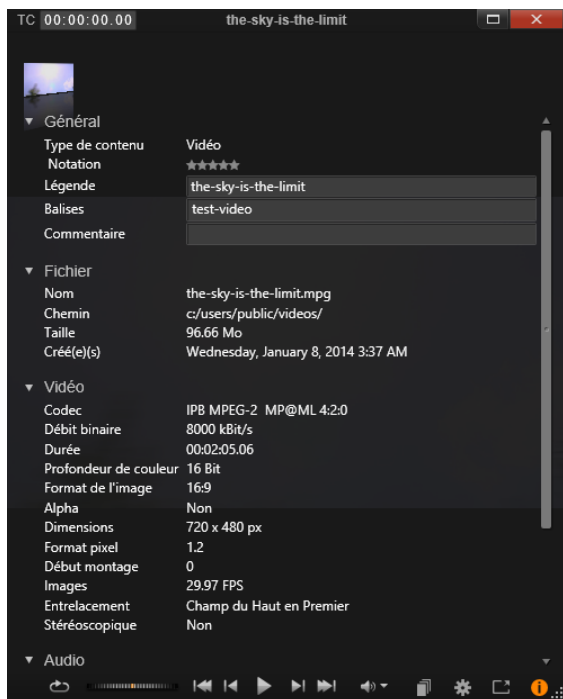 TC 00:00:00.00 the-sky-is-the-limit
Général
Type de contenu Vidéo
Notation
Légende the-sky-is-the-limit
Balises test-video
Commentaire
Fichier
Nom the-sky-is-the-limit.mpg
Chemin c:/users/public/videos/
Taille 96.66 Mo
Créé(e)(s) Wednesday, January 8, 2014 3:37 AM
Vidéo
Codec IPB MPEG-2 MP@ML 4:2:0
Débit binaire 8000 kBit/s
Durée 00:02:05.06
Profondeur de couleur 16 Bit
Format de l'image 16:9
Alpha Non
Dimensions 720 x 480 px
Format pixel 1.2
Début montage 0
Images 29.97 FPS
Entrelacement Champ du Haut en Premier
Stéréoscopique Non
Audio